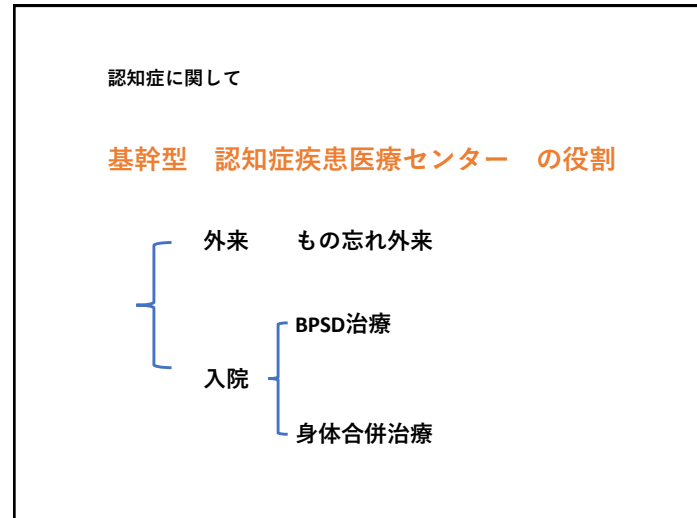 認知症に関して
基幹型　認知症疾患医療センター　の役割
外来　　もの忘れ外来
BPSD治療
入院
身体合併治療